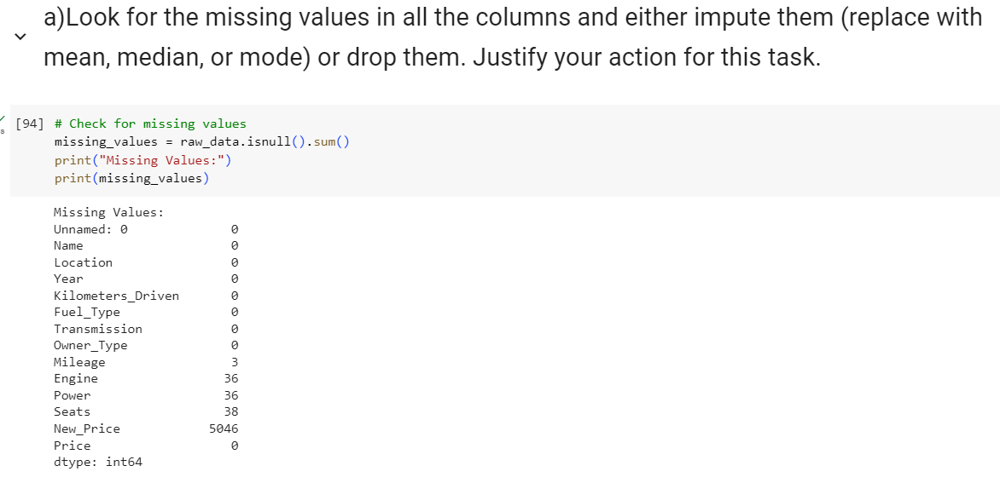 a)Look for the missing values in all the columns and either impute them (replace with
mean, median, or mode) or drop them. Justify your action for this task.
[94] # Check for missing values
missing_values = raw_data.isnull().sum()
print("Missing Values:")
print(missing_values)
s
Missing Values:
Unnamed: 0 0
Name 0
Location 0
Year 0
Kilometers_Driven 0
Fuel_Type 0
Transmission 0
Owner_Type 0
Mileage 3
Engine 36
Power 36
Seats 38
New_Price 5046
Price 0
dtype: int64